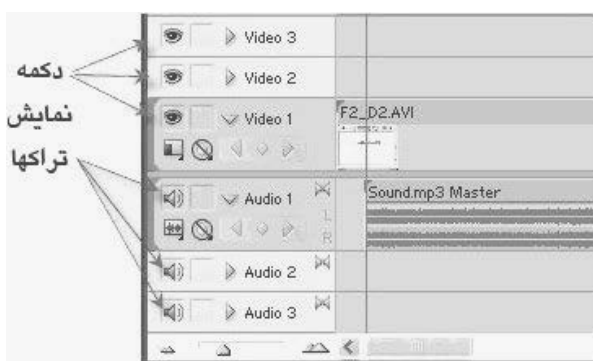 دکمه
نمایش
تراکها
Video 3
Video 2
Video 1
F2_D2.AVI
Audio 1
L
R
Sound.mp3 Master
Audio 2
Audio 3